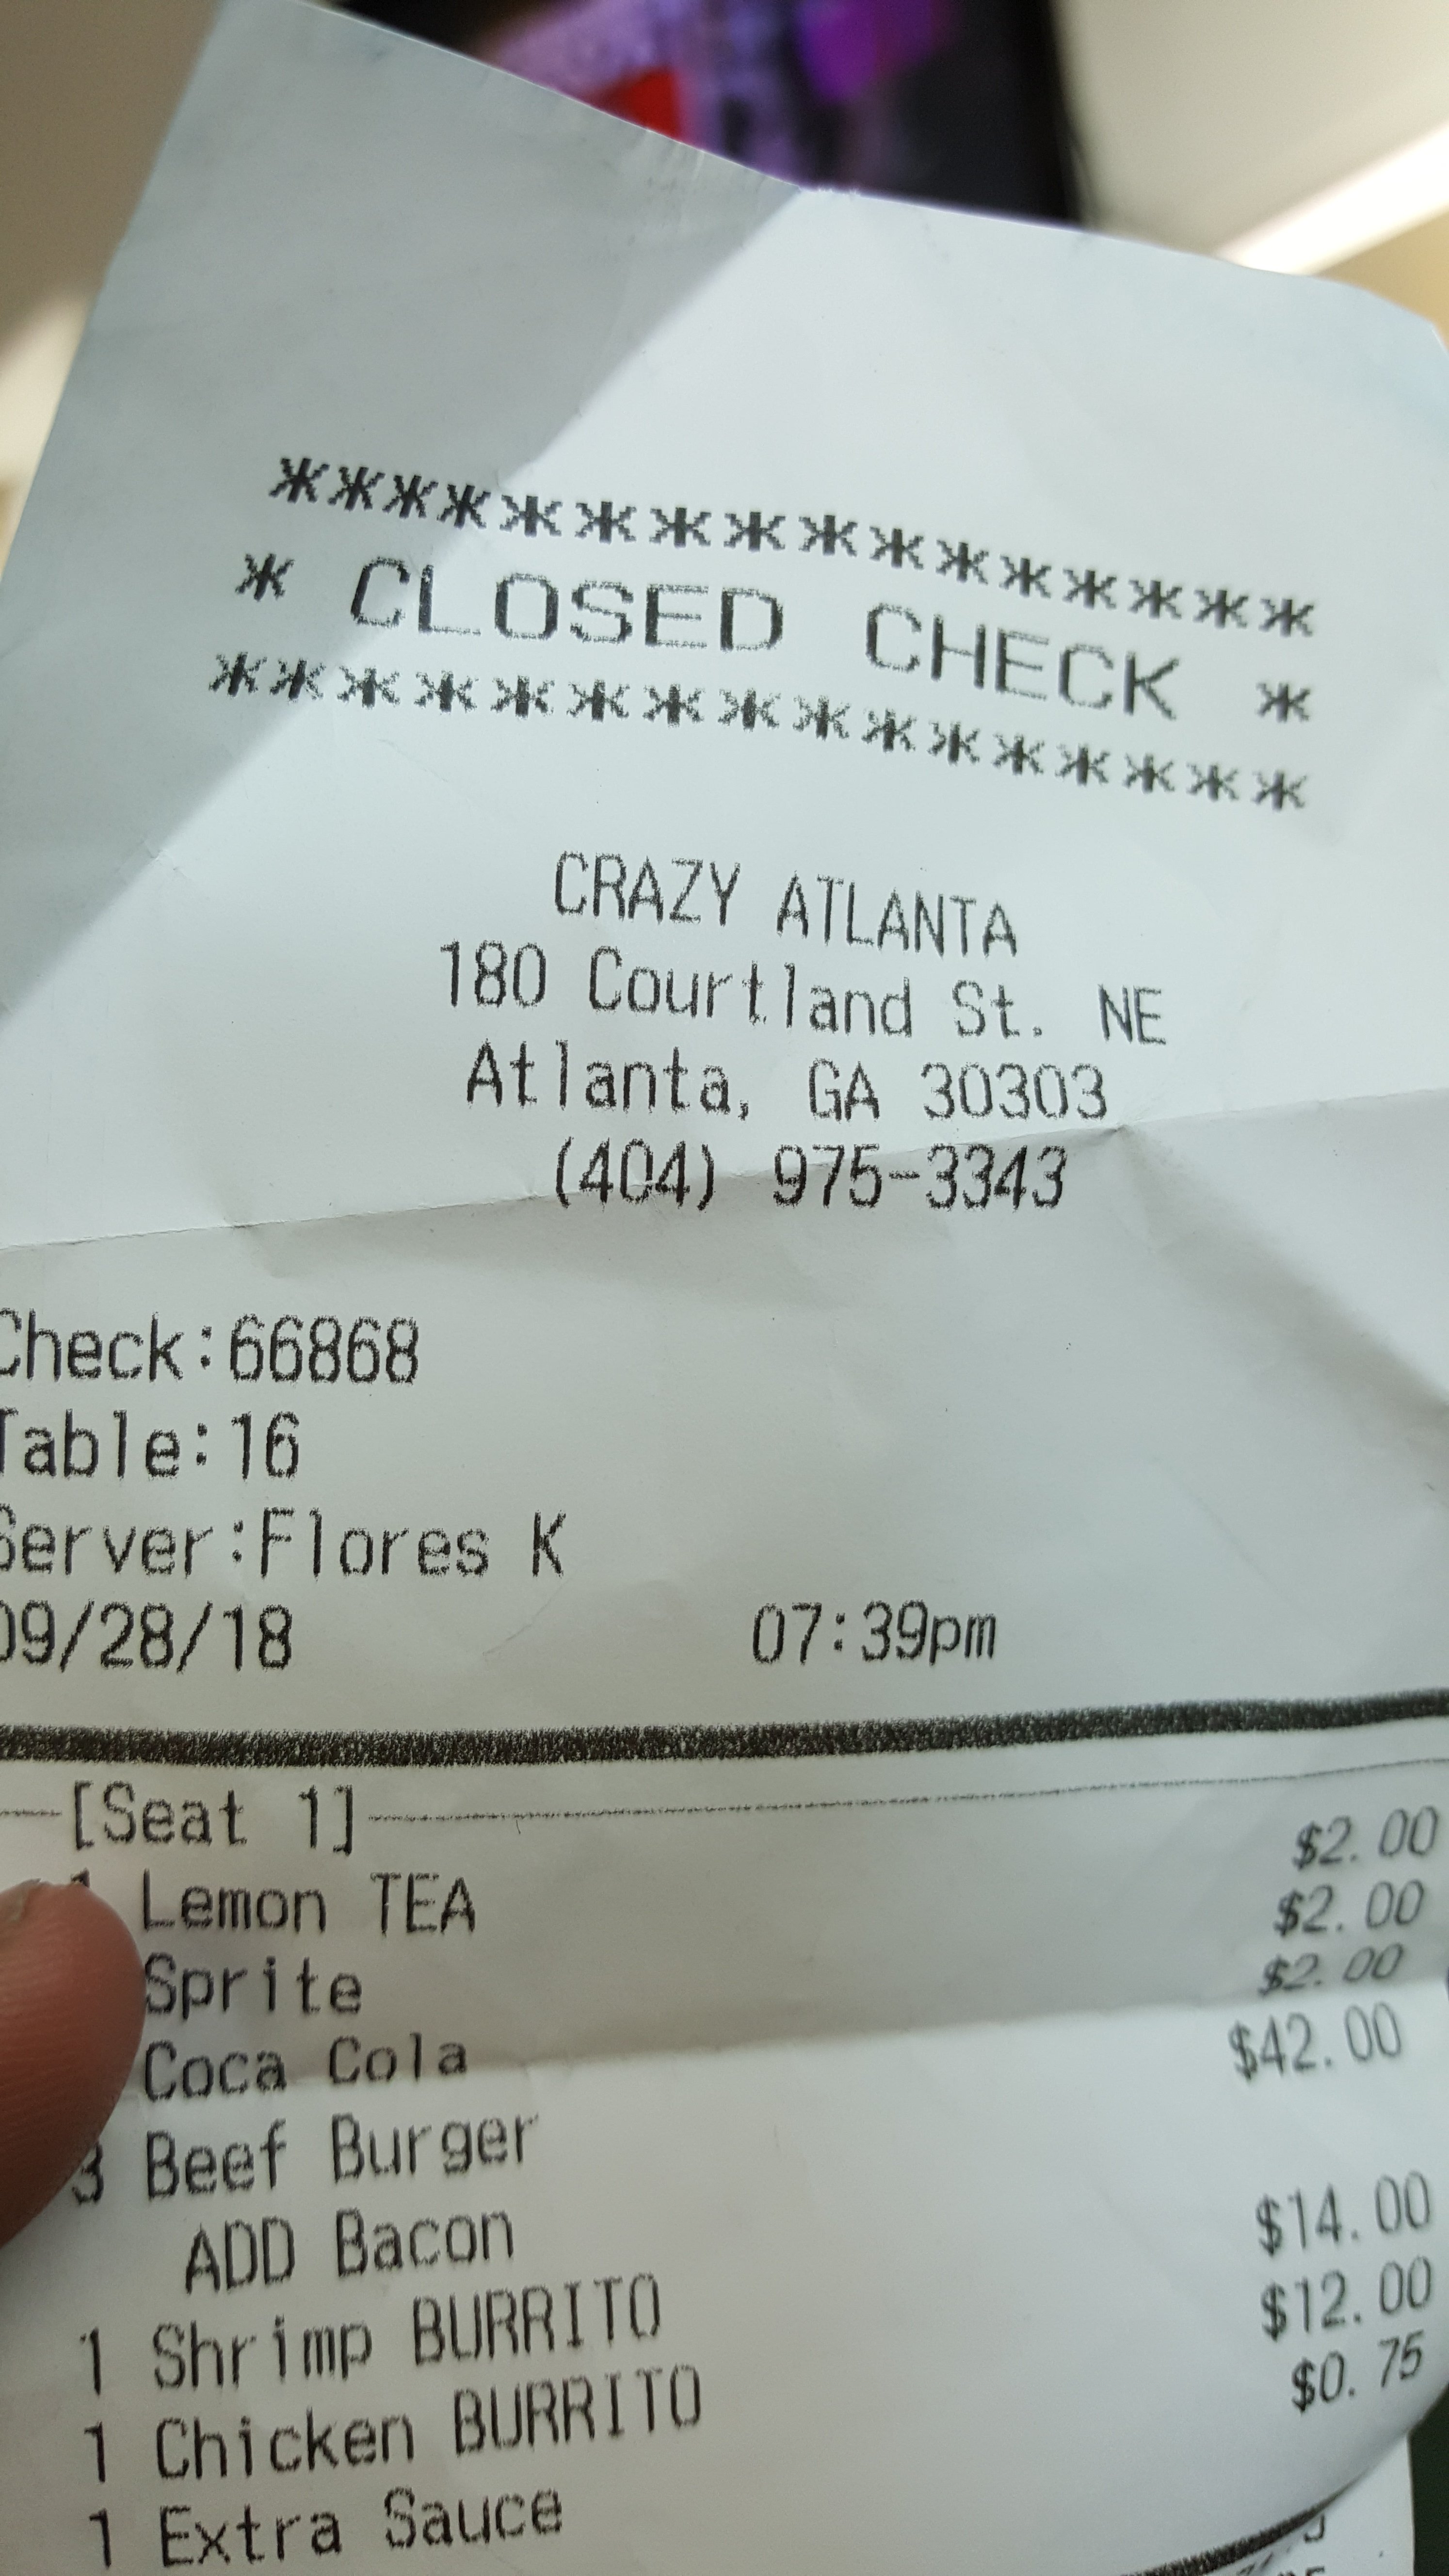 ****************
* CLOSED CHECK *
****************
CRAZY ATLANTA
180 Courtland St. NE
Atlanta, GA 30303
(404) 975-3343
Check:66868
Table:16
Server:Flores K
09/28/18 07:39pm
[Seat 1]
1 Lemon TEA $2.00
Sprite $2.00
Coca Cola $2.00
3 Beef Burger $42.00
ADD Bacon
1 Shrimp BURRITO $14.00
1 Chicken BURRITO $12.00
1 Extra Sauce $0.75